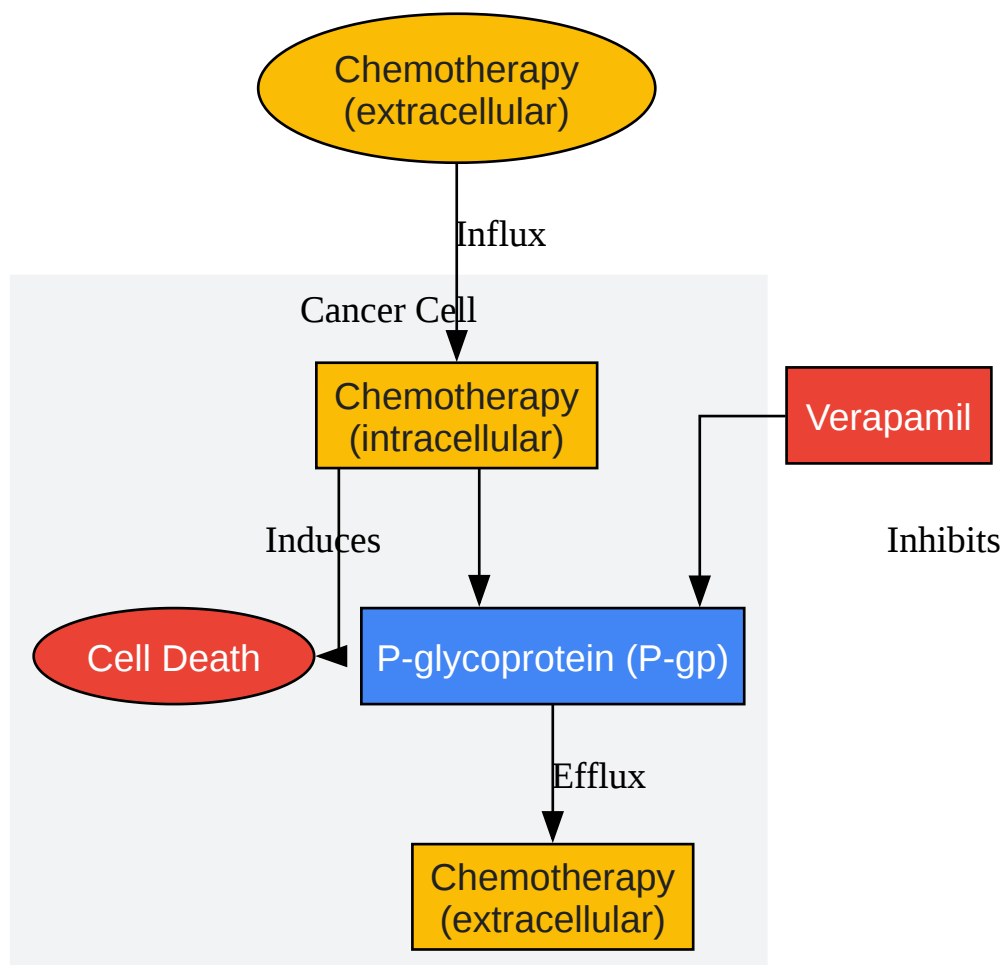 Chemotherapy
(extracellular)
Influx
Cancer Cell
Chemotherapy
(intracellular)
Verapamil
Induces
Inhibits
Cell Death
P-glycoprotein (P-gp)
Efflux
Chemotherapy
(extracellular)